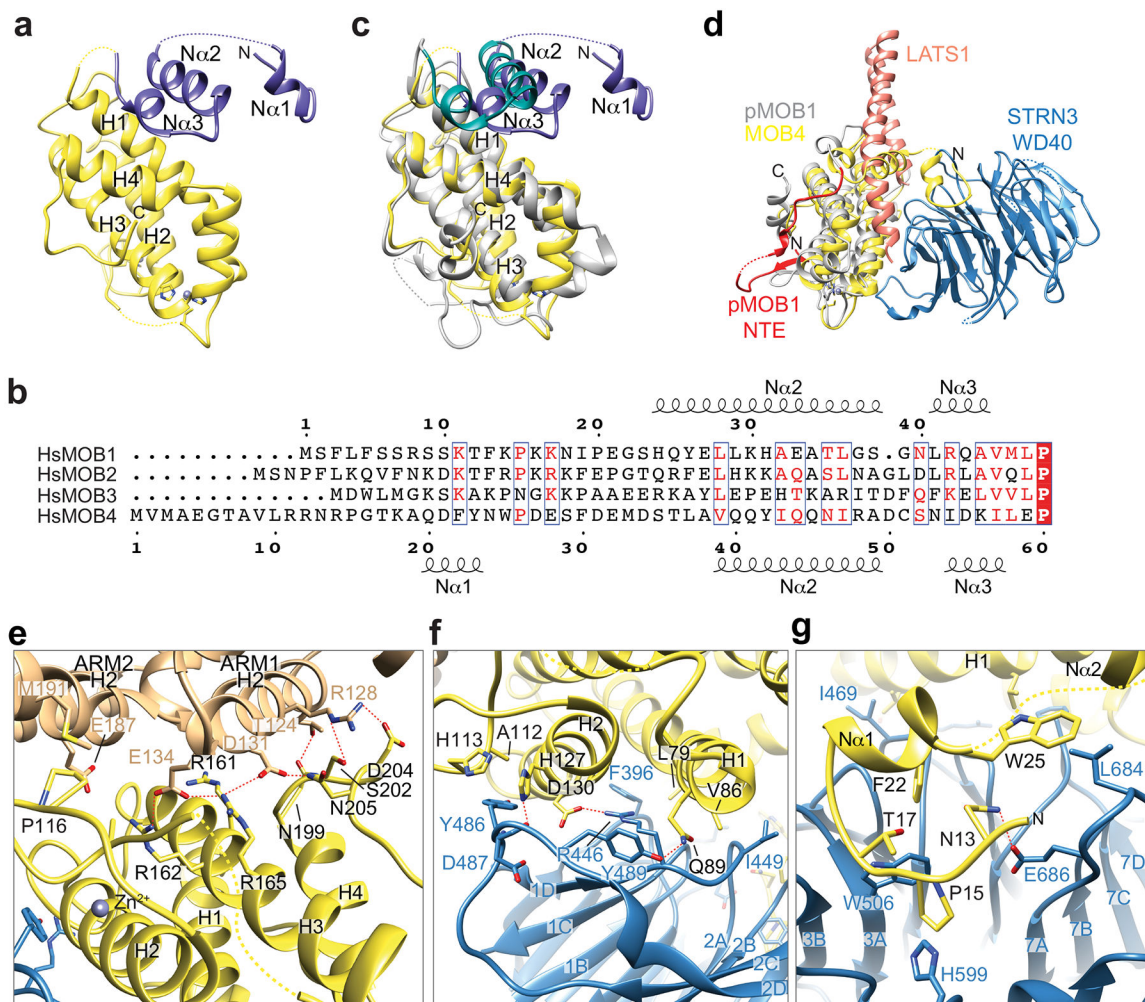 a
Nα2
N
Nα1
Nα3
H1
H4
C
H3
H2
c
Nα2
N
Nα1
Nα3
H1
H4
C
H2
H3
d
LATS1
pMOB1
MOB4
STRN3
WD40
N
C
N
pMOB1
NTE
b
Nα2 Nα3
1 10 20 30 40
HsMOB1 ...........MSFLFSSRSSKTFKPKKNIPEGSHQYELLKHAEATLGS.GNLRQAVMLP
HsMOB2 ........MSNPFLKQVFNKDKTFRPKRKFEPGTQRFELHKKAQASLNAGLDLRLAVQLP
HsMOB3 .............MDWLMGKSKAKPNGKKPAAEERKAYLEPEHTKARITDFQFKELVVLP
HsMOB4 MVMAEGTAVLRRNRPGTKAQDFYNWPDESFDEMDSTLAVQQYIQQNIRADCSNIDKILEP
1 10 20 30 40 50 60
Nα1 Nα2 Nα3
e
ARM2
H2
ARM1
H2
M191
R128
E187
T124
E134
D131
R161
D204
S202
N205
P116
N199
R162
R165
Zn2+
H1
H4
H3
H2
f
H113
A112
H2
L79
H1
H127
F396
D130
V86
Y486
R446
Y489
Q89
I449
D487
1D
1C
1B
2A
2B
2C
2D
g
H1
Nα2
I469
Nα1
W25
L684
F22
T17
N13
N
E686
P15
W506
7D
7C
7B
7A
3B
3A
H599